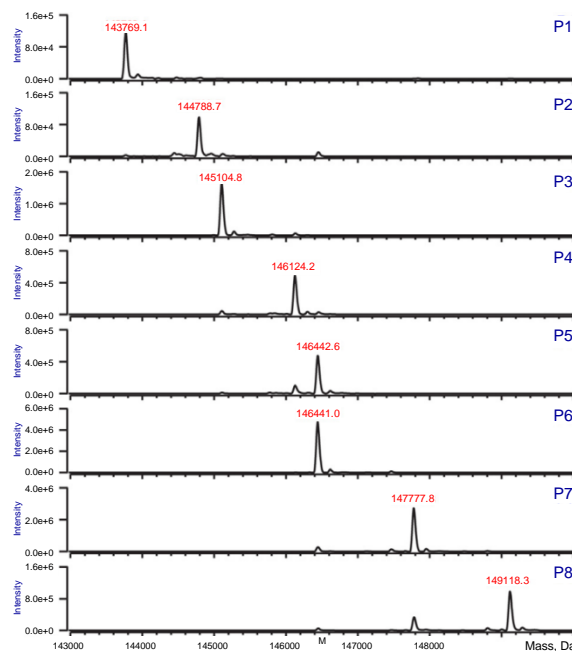 1.6e+5
8.0e+4
0.0e+0
Intensity
143769.1
P1
1.6e+5
8.0e+4
0.0e+0
Intensity
144788.7
P2
2.0e+6
1.0e+6
0.0e+0
Intensity
145104.8
P3
8.0e+5
4.0e+5
0.0e+0
Intensity
146124.2
P4
8.0e+5
4.0e+5
0.0e+0
Intensity
146442.6
P5
6.0e+6
4.0e+6
2.0e+6
0.0e+0
Intensity
146441.0
P6
4.0e+6
2.0e+6
0.0e+0
Intensity
147777.8
P7
1.6e+6
8.0e+5
0.0e+0
Intensity
149118.3
P8
143000 144000 145000 146000 M 147000 148000 Mass, Da